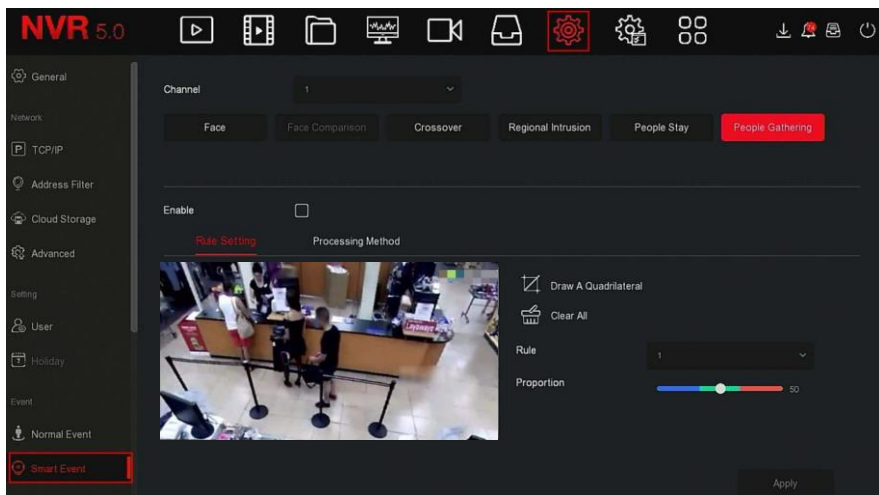 NVR 5.0
General
Network
TCP/IP
Address Filter
Cloud Storage
Advanced
Setting
User
Holiday
Event
Normal Event
Smart Event
Channel 1
Face Face Comparison Crossover Regional Intrusion People Stay People Gathering
Enable
Rule Setting Processing Method
Layaways
Draw A Quadrilateral
Clear All
Rule 1
Proportion 50
Apply